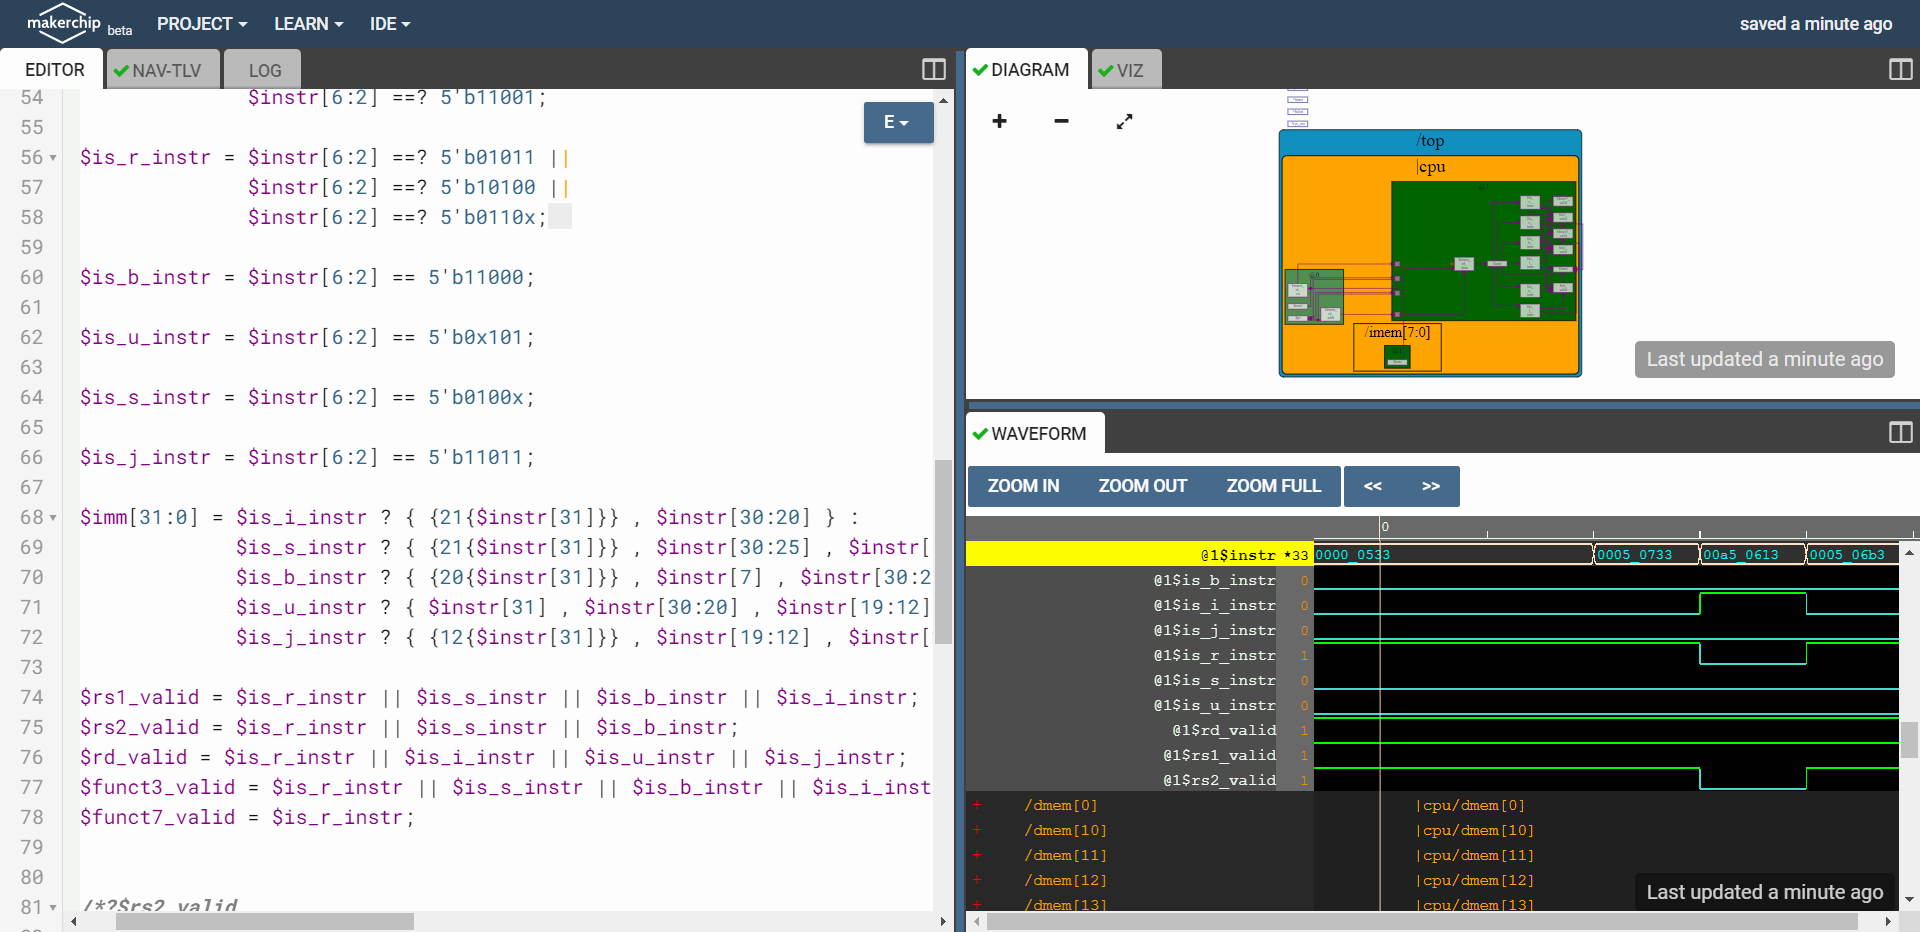 makerchip beta PROJECT LEARN IDE saved a minute ago
EDITOR NAV-TLV LOG
54 $instr[6:2] ==? 5'b11001;
55
56 $is_r_instr = $instr[6:2] ==? 5'b01011 ||
57 $instr[6:2] ==? 5'b10100 ||
58 $instr[6:2] ==? 5'b0110x;
59
60 $is_b_instr = $instr[6:2] == 5'b11000;
61
62 $is_u_instr = $instr[6:2] == 5'b0x101;
63
64 $is_s_instr = $instr[6:2] == 5'b0100x;
65
66 $is_j_instr = $instr[6:2] == 5'b11011;
67
68 $imm[31:0] = $is_i_instr ? { {21{$instr[31]}} , $instr[30:20] } :
69 $is_s_instr ? { {21{$instr[31]}} , $instr[30:25] , $instr[
70 $is_b_instr ? { {20{$instr[31]}} , $instr[7] , $instr[30:2
71 $is_u_instr ? { $instr[31] , $instr[30:20] , $instr[19:12]
72 $is_j_instr ? { {12{$instr[31]}} , $instr[19:12] , $instr[
73
74 $rs1_valid = $is_r_instr || $is_s_instr || $is_b_instr || $is_i_instr;
75 $rs2_valid = $is_r_instr || $is_s_instr || $is_b_instr;
76 $rd_valid = $is_r_instr || $is_i_instr || $is_u_instr || $is_j_instr;
77 $funct3_valid = $is_r_instr || $is_s_instr || $is_b_instr || $is_i_inst
78 $funct7_valid = $is_r_instr;
79
80
81 /*?$rs2_valid
E
DIAGRAM VIZ
/top
|cpu
/imem[7:0]
Last updated a minute ago
WAVEFORM
ZOOM IN ZOOM OUT ZOOM FULL << >>
0
@1$instr *33 0000_0533 0005_0733 00a5_0613 0005_06b3
@1$is_b_instr 0
@1$is_i_instr 0
@1$is_j_instr 0
@1$is_r_instr 1
@1$is_s_instr 0
@1$is_u_instr 0
@1$rd_valid 1
@1$rs1_valid 1
@1$rs2_valid 1
+ /dmem[0] |cpu/dmem[0]
+ /dmem[10] |cpu/dmem[10]
+ /dmem[11] |cpu/dmem[11]
+ /dmem[12] |cpu/dmem[12]
+ /dmem[13] |cpu/dmem[13]
Last updated a minute ago